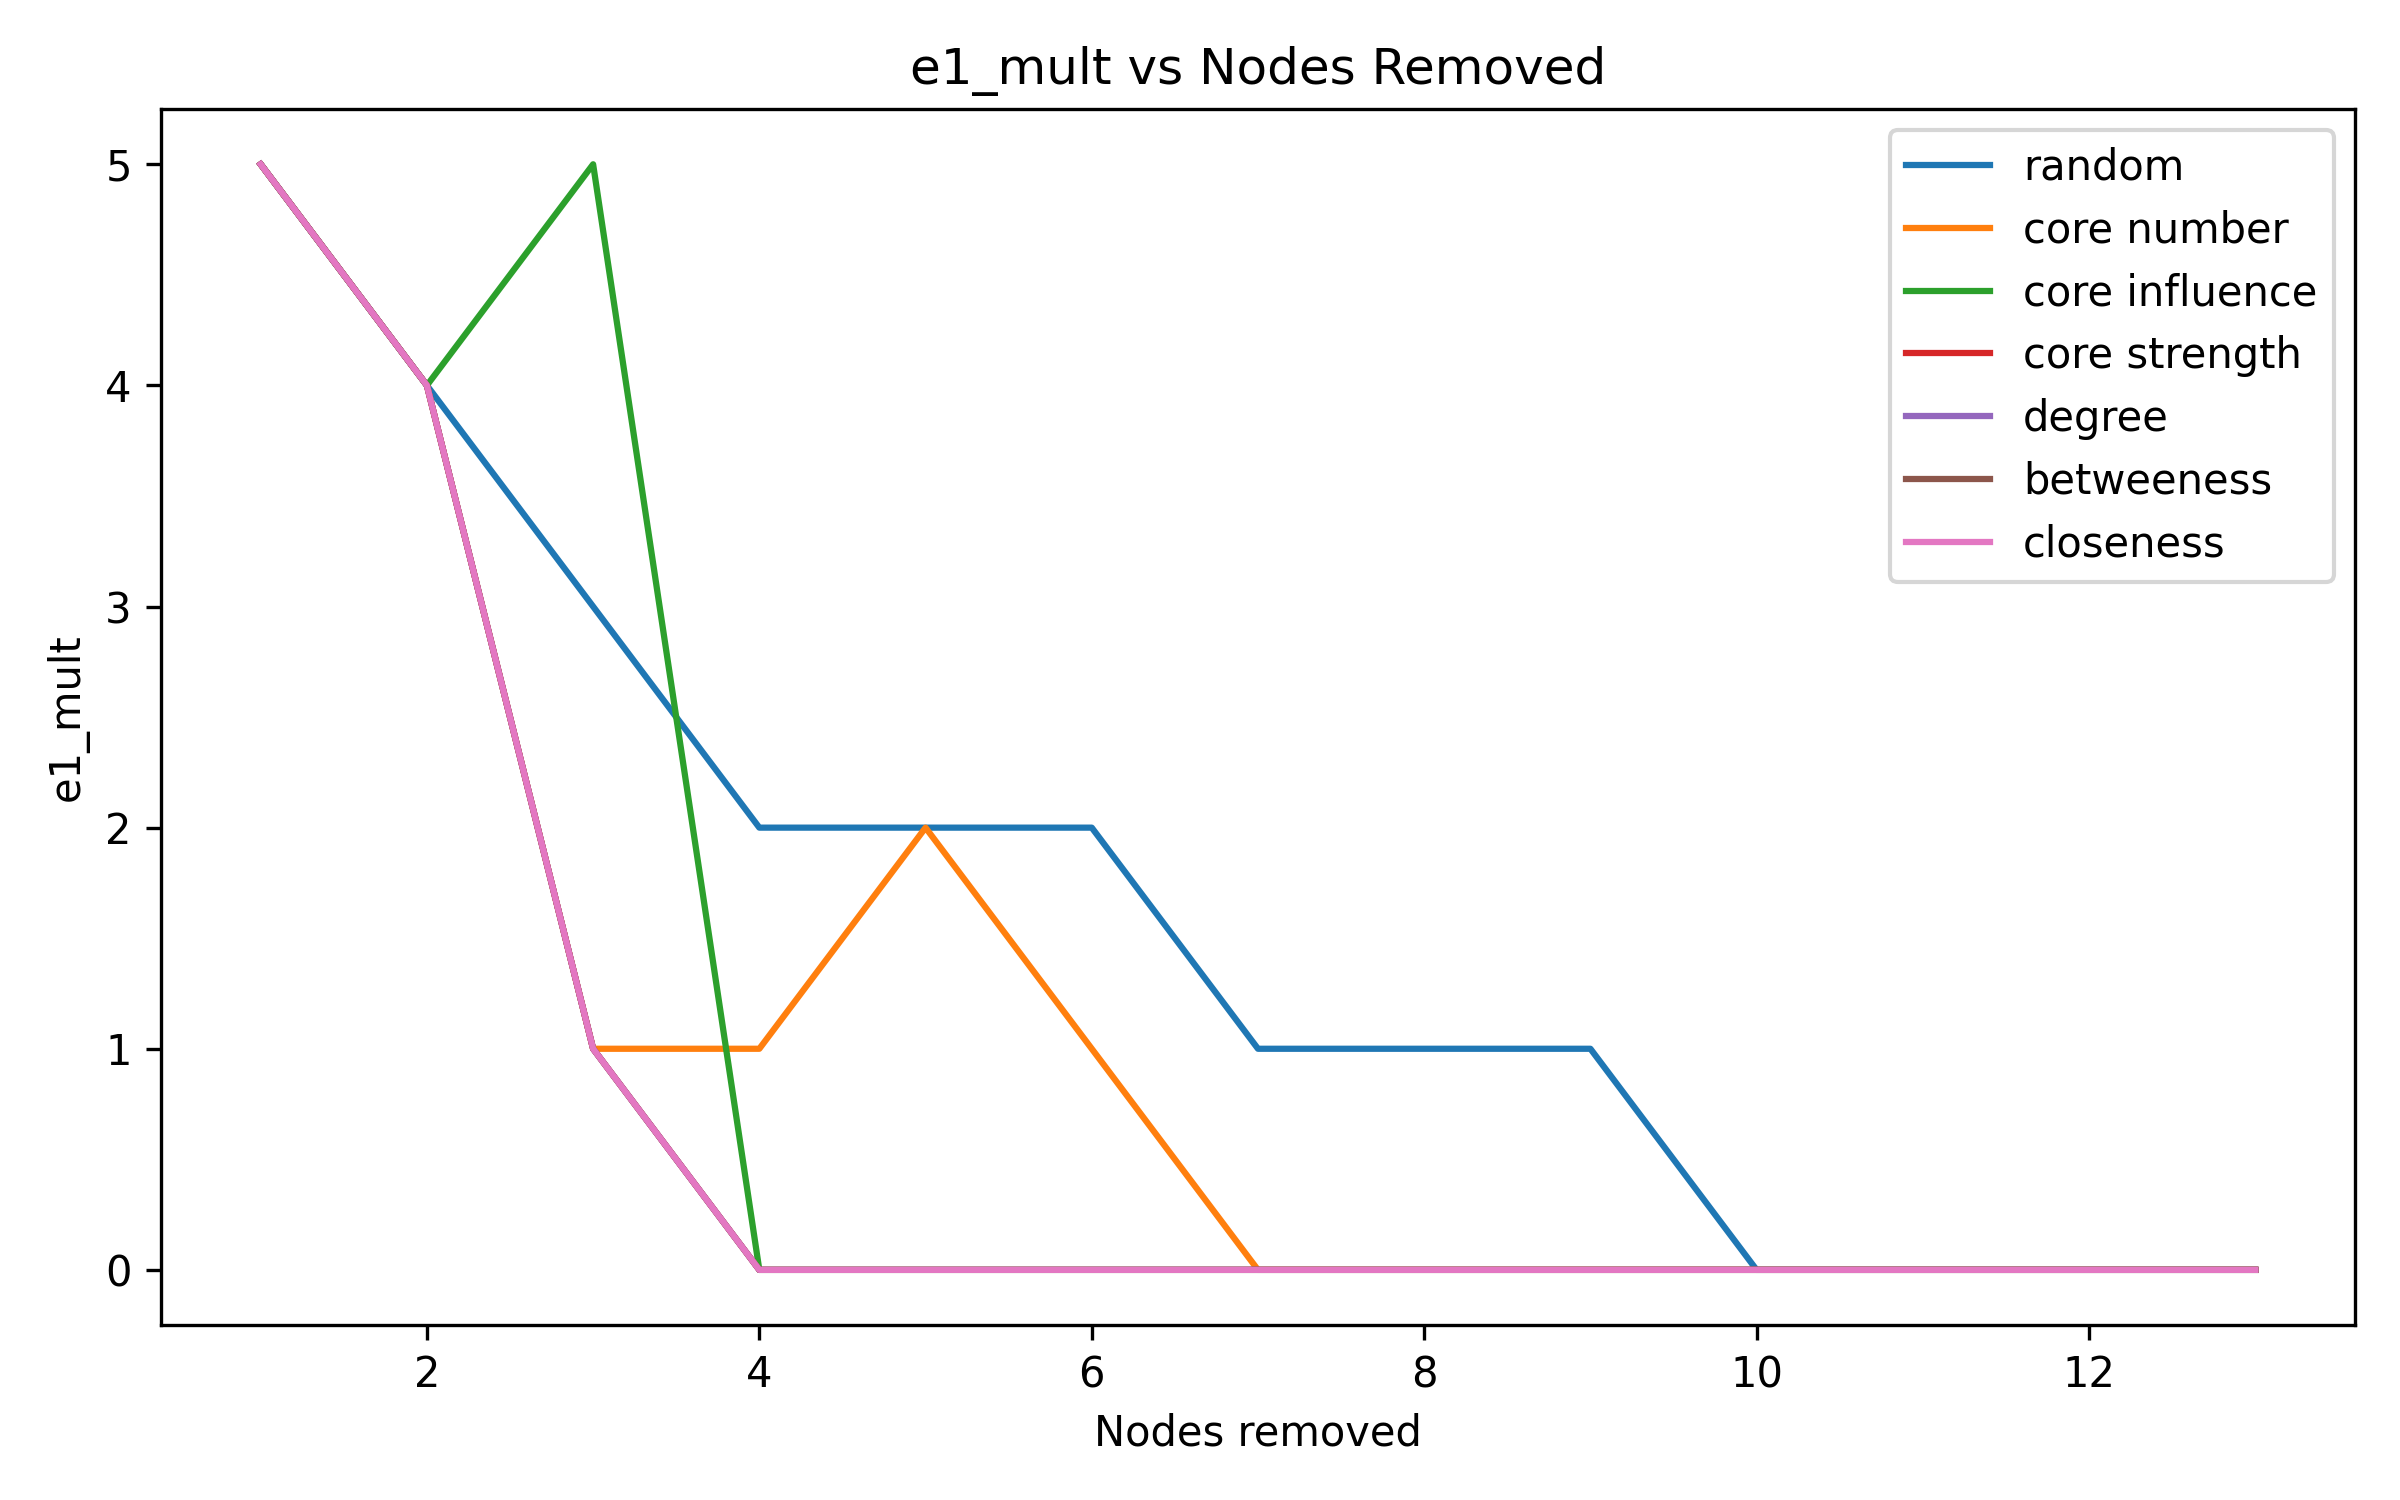 e1_mult vs Nodes Removed
5
4
3
2
1
0
e1_mult
random
core number
core influence
core strength
degree
betweeness
closeness
2
4
6
8
10
12
Nodes removed